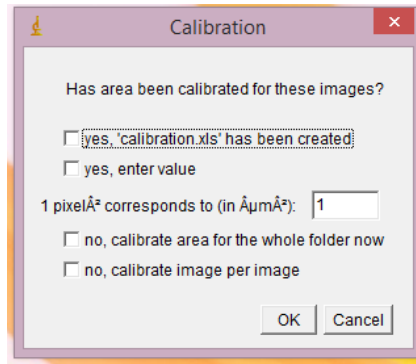 Calibration
Has area been calibrated for these images?
yes, 'calibration.xls' has been created
yes, enter value
1 pixelÂ² corresponds to (in ÂµmÂ²): 1
no, calibrate area for the whole folder now
no, calibrate image per image
OK Cancel